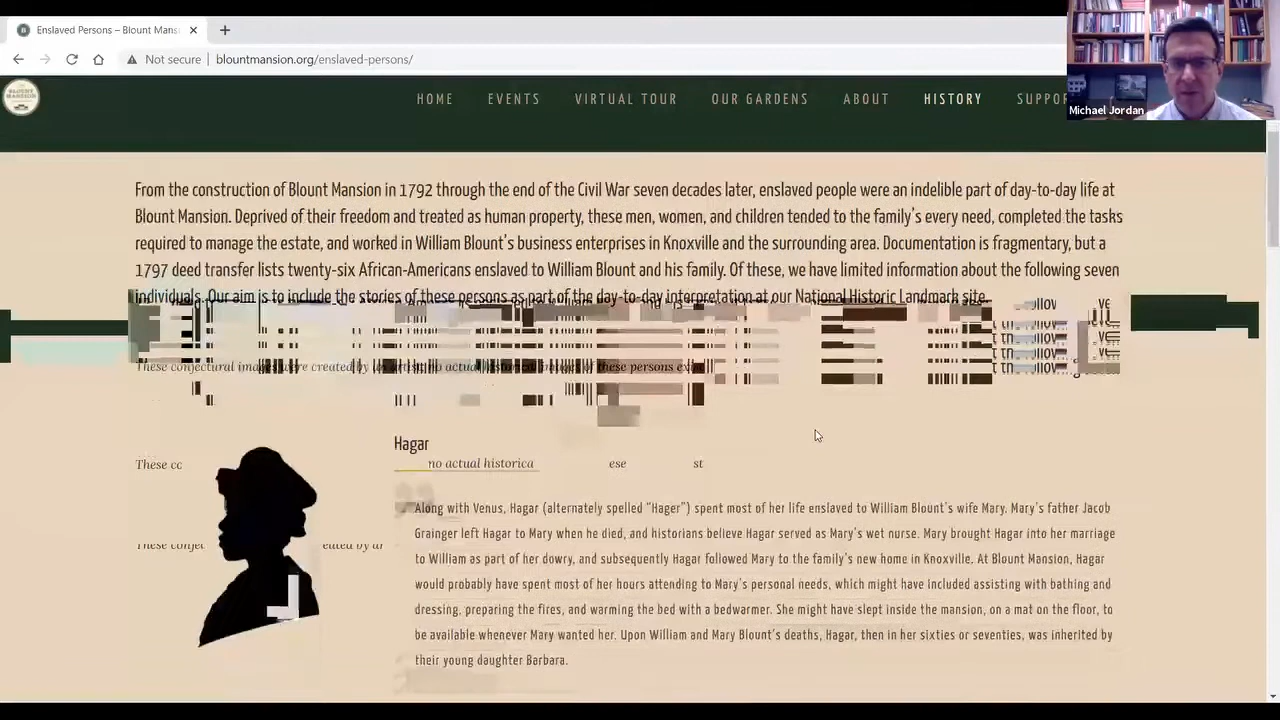 Enslaved Persons – Blount Mans
Not secure
blountmansion.org/enslaved-persons/
Michael Jordan
BLOUNT
MANSION
HOME EVENTS VIRTUAL TOUR OUR GARDENS ABOUT HISTORY SUPPO
From the construction of Blount Mansion in 1792 through the end of the Civil War seven decades later, enslaved people were an indelible part of day-to-day life at
Blount Mansion. Deprived of their freedom and treated as human property, these men, women, and children tended to the family's every need, completed the tasks
required to manage the estate, and worked in William Blount's business enterprises in Knoxville and the surrounding area. Documentation is fragmentary, but a
1797 deed transfer lists twenty-six African-Americans enslaved to William Blount and his family. Of these, we have limited information about the following seven
individuals. Our aim is to include the stories of these persons as part of the day-to-day interpretation at our National Historic Landmark site.
These conjectural images were created by an artist; no actual historical images of these persons ex
Hagar
These cc no actual historica ese st
These conjec eated by ar
Along with Venus, Hagar (alternately spelled “Hager”) spent most of her life enslaved to William Blount's wife Mary. Mary's father Jacob
Grainger left Hagar to Mary when he died, and historians believe Hagar served as Mary's wet nurse. Mary brought Hagar into her marriage
to William as part of her dowry, and subsequently Hagar followed Mary to the family's new home in Knoxville. At Blount Mansion, Hagar
would probably have spent most of her hours attending to Mary's personal needs, which might have included assisting with bathing and
dressing, preparing the fires, and warming the bed with a bedwarmer. She might have slept inside the mansion, on a mat on the floor, to
be available whenever Mary wanted her. Upon William and Mary Blount's deaths, Hagar, then in her sixties or seventies, was inherited by
their young daughter Barbara.